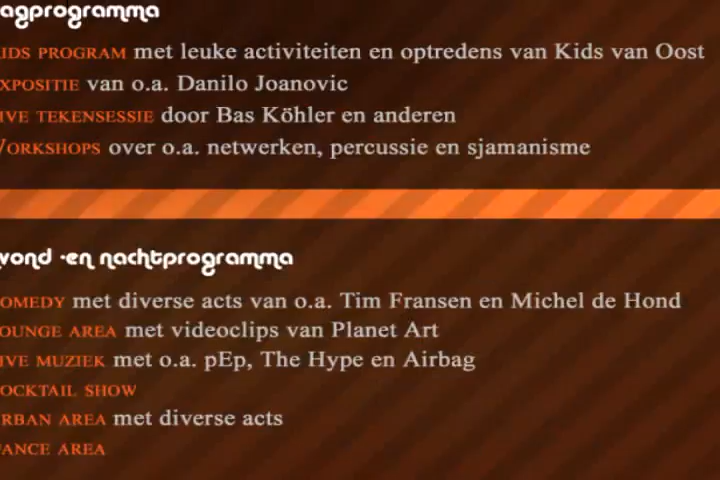 agprogramma
IDS PROGRAM met leuke activiteiten en optredens van Kids van Oost
XPOSITIE van o.a. Danilo Joanovic
IVE TEKENSESSIE door Bas Köhler en anderen
WORKSHOPS over o.a. netwerken, percussie en sjamanisme
vond -en nachtprogramma
OMEDY met diverse acts van o.a. Tim Fransen en Michel de Hond
OUNGE AREA met videoclips van Planet Art
IVE MUZIEK met o.a. pEp, The Hype en Airbag
OCKTAIL SHOW
RBAN AREA met diverse acts
ANCE AREA